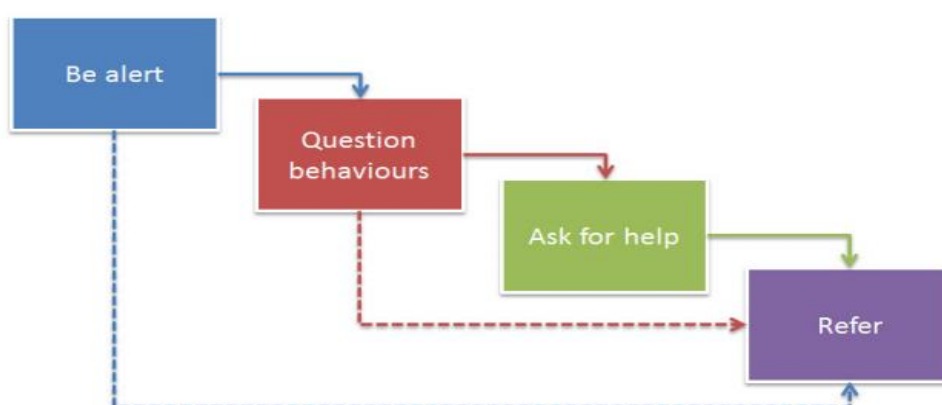 Be alert
Question
behaviours
Ask for help
Refer